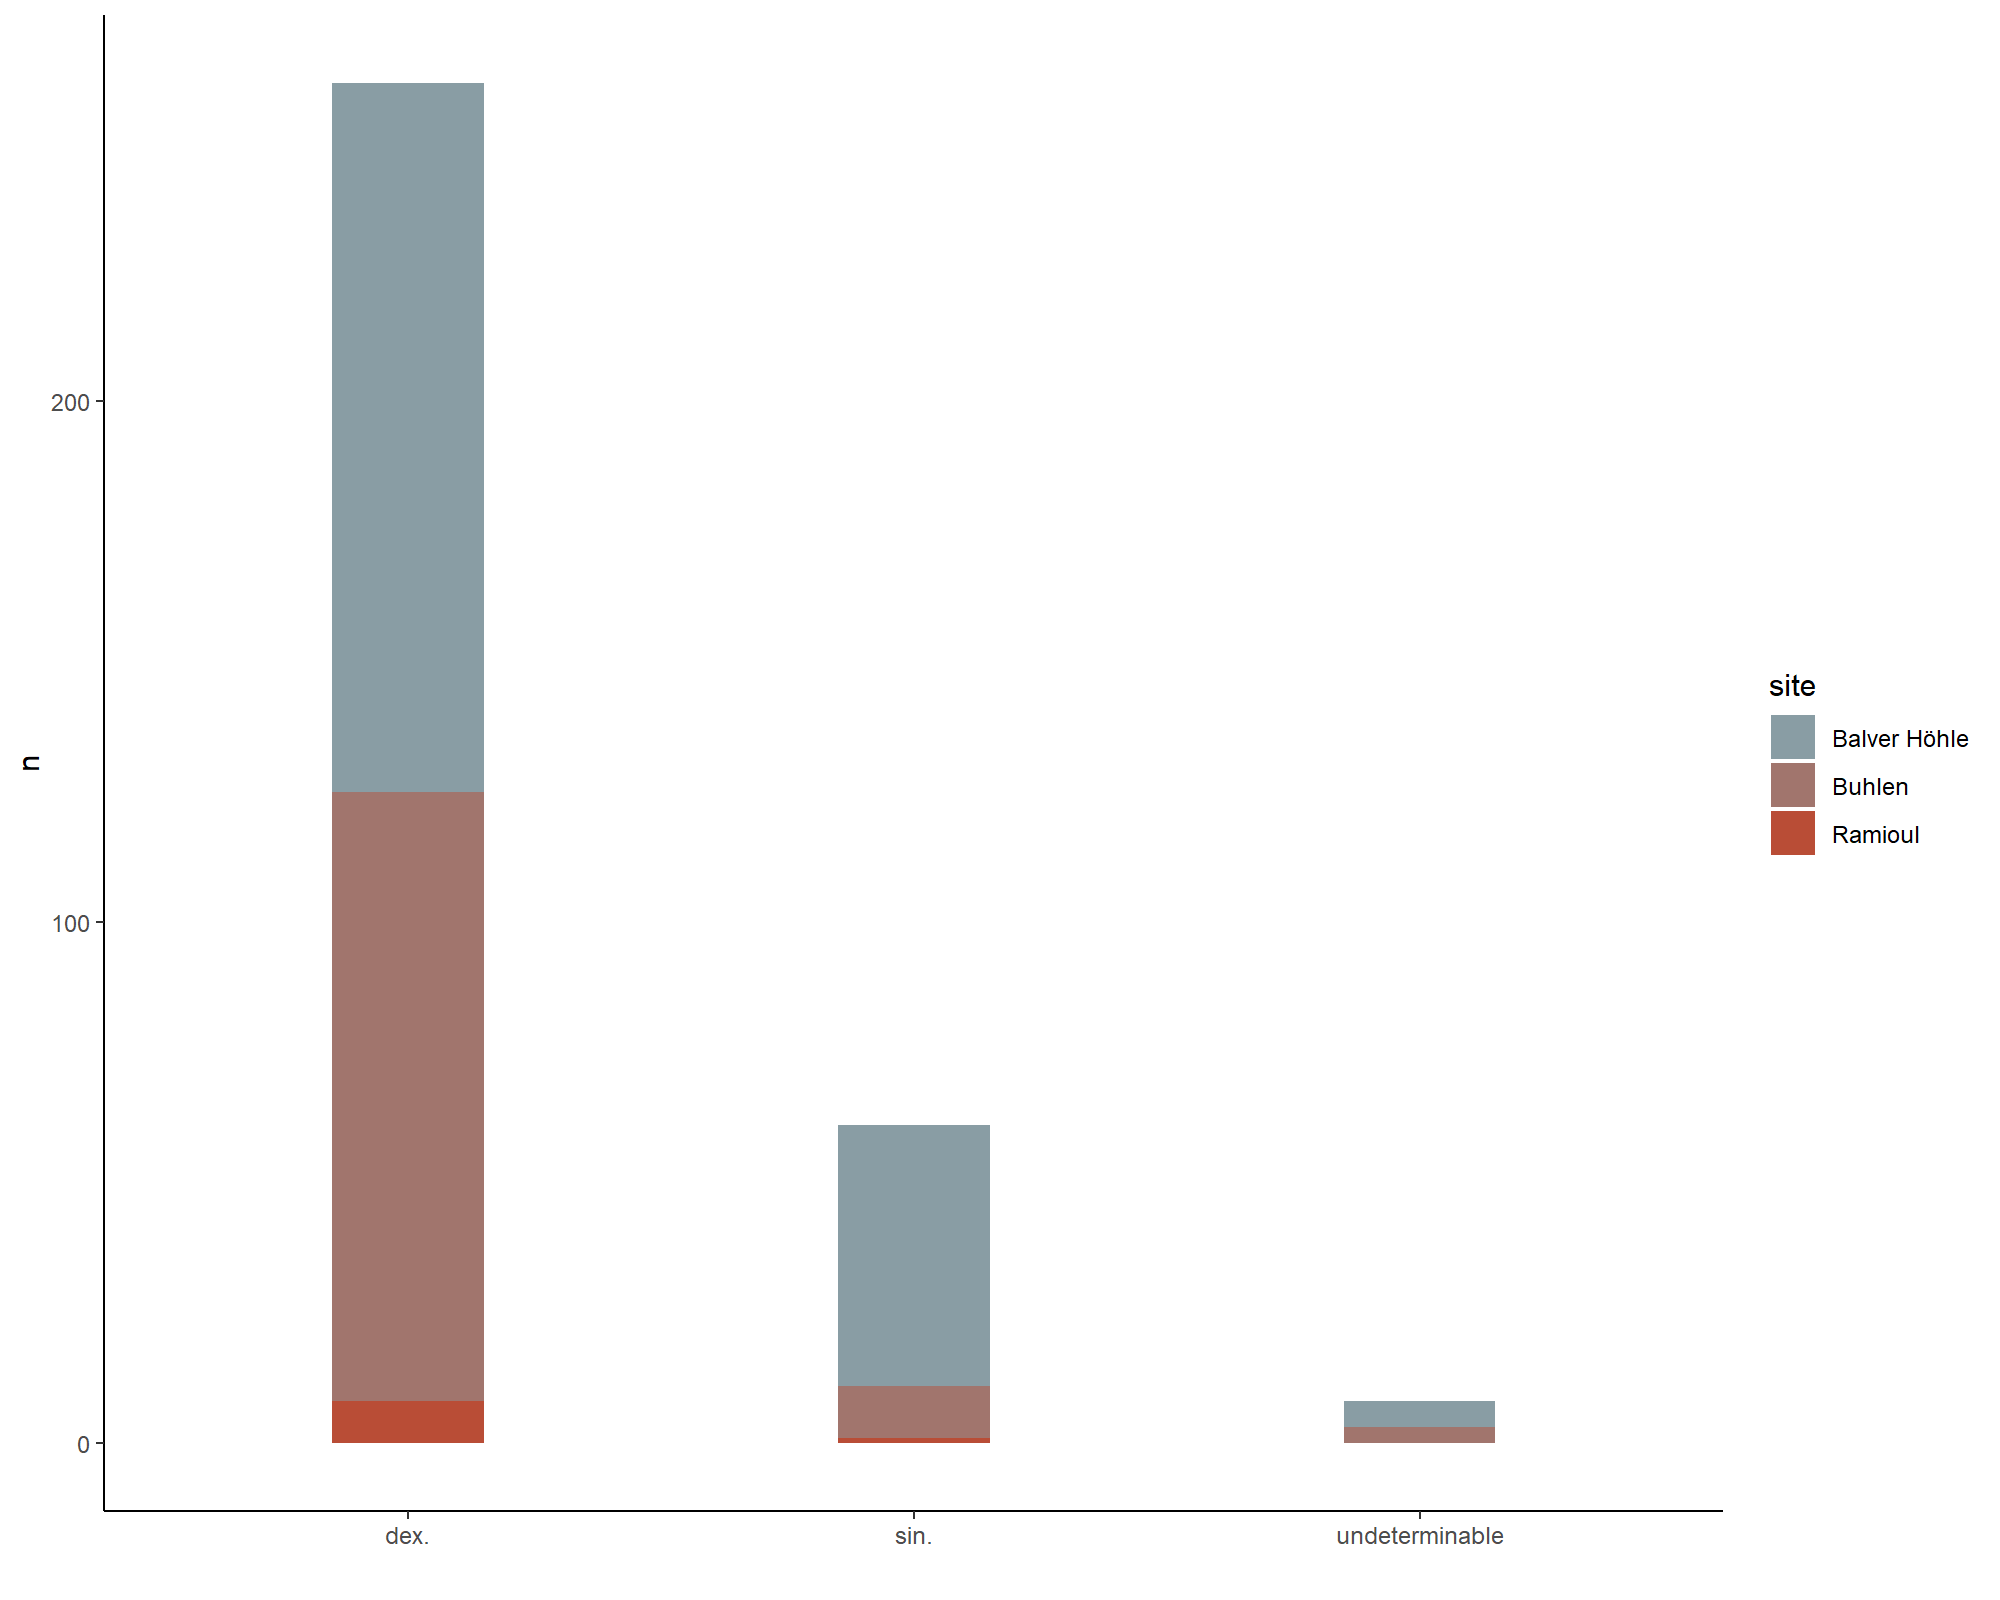 n
200
100
0
dex.
sin.
undeterminable
site
Balver Höhle
Buhlen
Ramioul